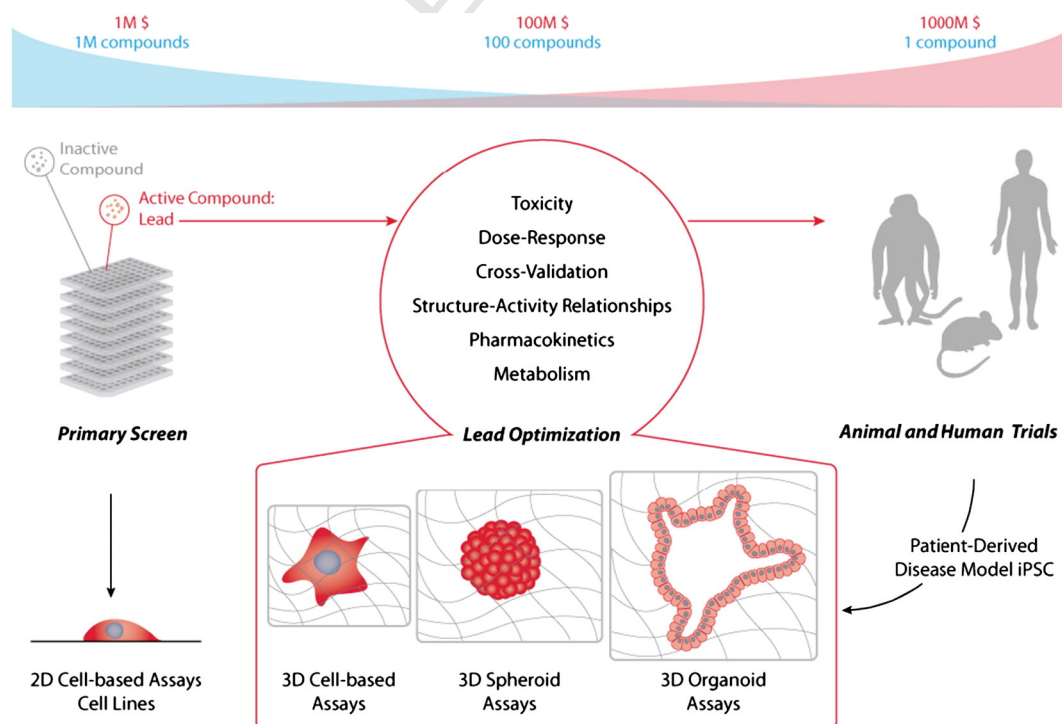 1M $
1M compounds
100M $
100 compounds
1000M $
1 compound
Inactive
Compound
Active Compound:
Lead
Toxicity
Dose-Response
Cross-Validation
Structure-Activity Relationships
Pharmacokinetics
Metabolism
Primary Screen
Lead Optimization
Animal and Human Trials
Patient-Derived
Disease Model iPSC
2D Cell-based Assays
Cell Lines
3D Cell-based
Assays
3D Spheroid
Assays
3D Organoid
Assays